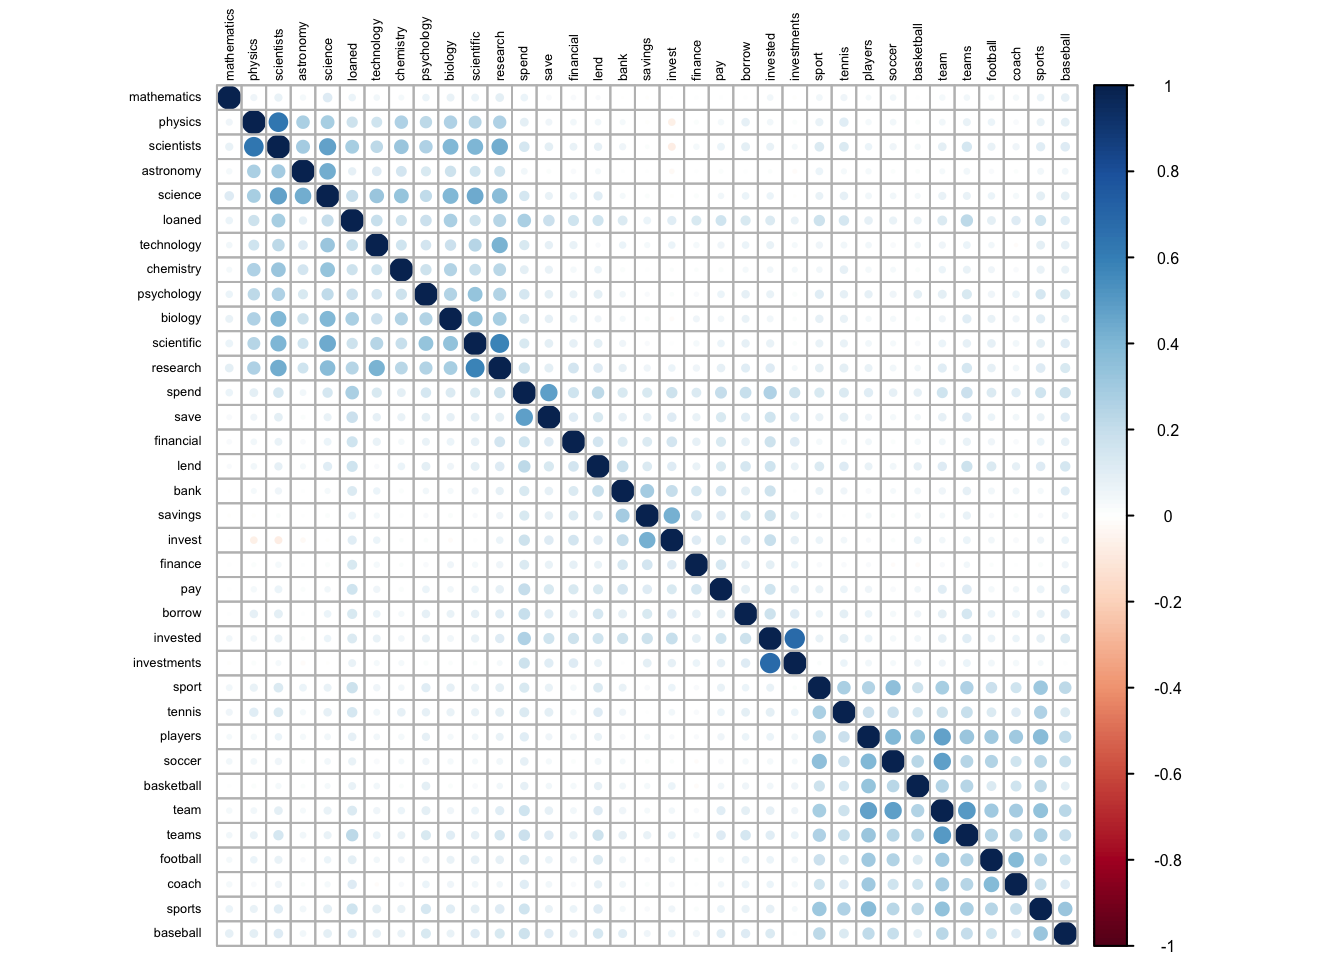 mathematics
physics
scientists
astronomy
science
loaned
technology
chemistry
psychology
biology
scientific
research
spend
save
financial
lend
bank
savings
invest
finance
pay
borrow
invested
investments
sport
tennis
players
soccer
basketball
team
teams
football
coach
sports
baseball
mathematics
physics
scientists
astronomy
science
loaned
technology
chemistry
psychology
biology
scientific
research
spend
save
financial
lend
bank
savings
invest
finance
pay
borrow
invested
investments
sport
tennis
players
soccer
basketball
team
teams
football
coach
sports
baseball
1
0.8
0.6
0.4
0.2
0
-0.2
-0.4
-0.6
-0.8
-1